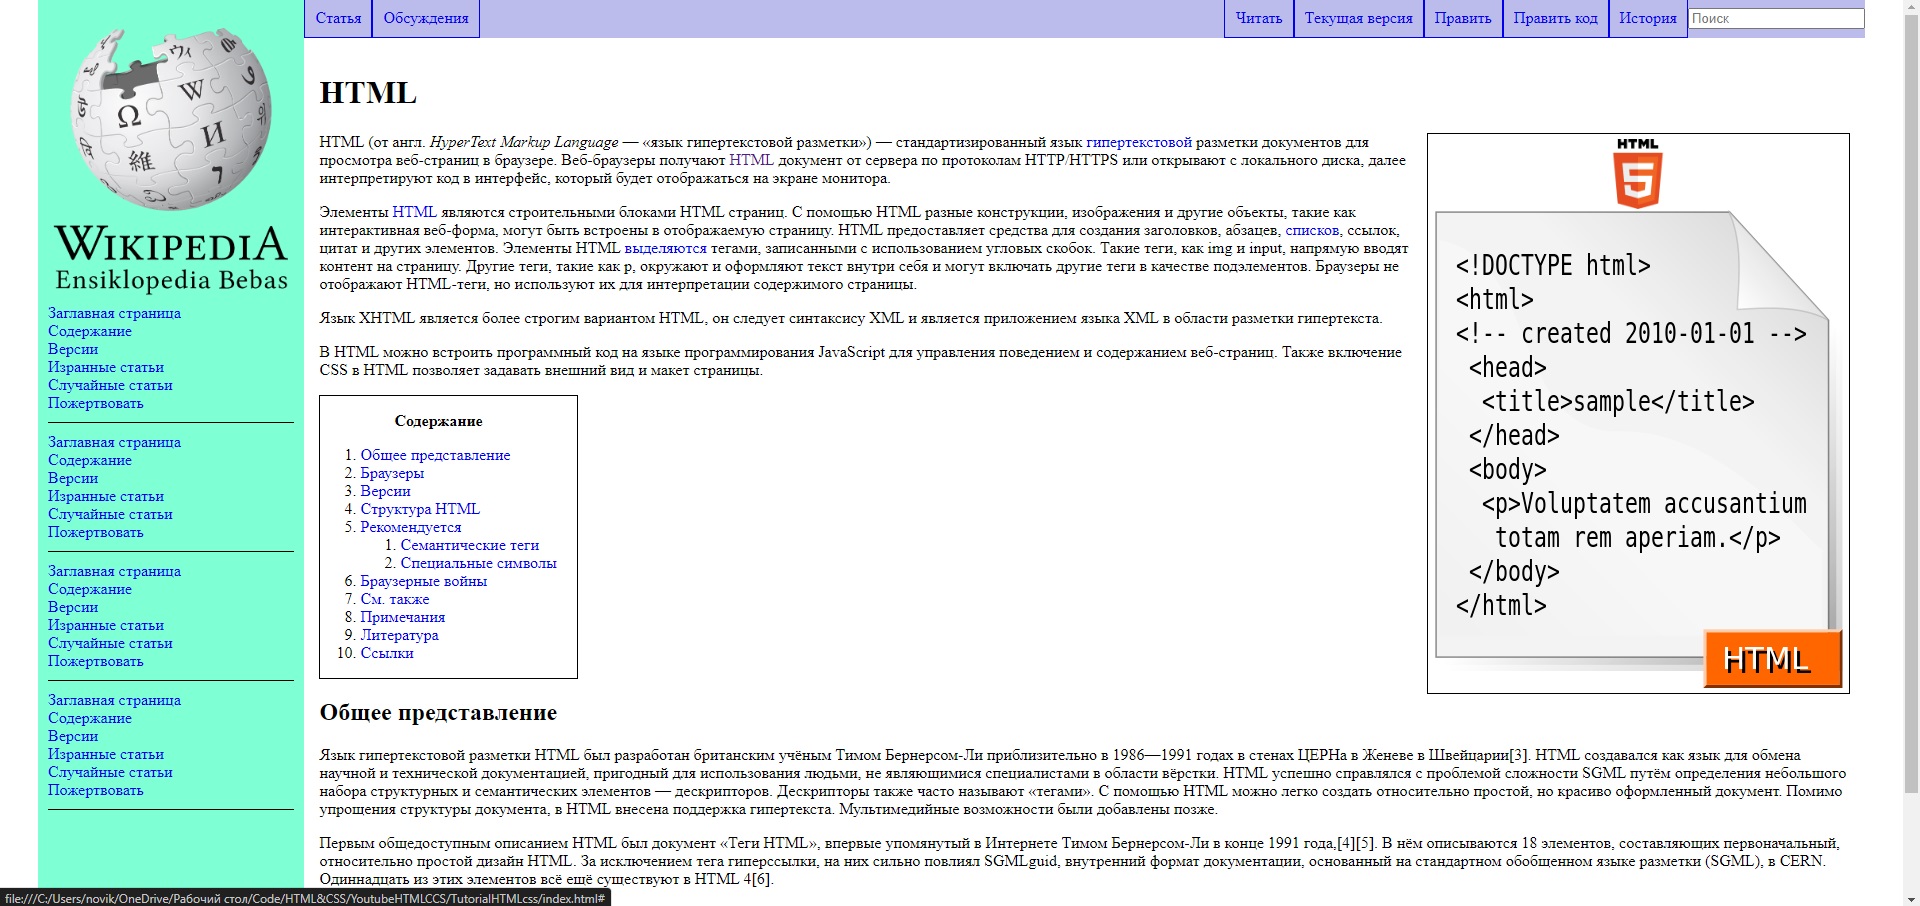 Статья
Обсуждения
Читать
Текущая версия
Править
Править код
История
Поиск
Ω
W
И
維
WIKIPEDIA
Ensiklopedia Bebas
Заглавная страница
Содержание
Версии
Изранные статьи
Случайные статьи
Пожертвовать
Заглавная страница
Содержание
Версии
Изранные статьи
Случайные статьи
Пожертвовать
Заглавная страница
Содержание
Версии
Изранные статьи
Случайные статьи
Пожертвовать
Заглавная страница
Содержание
Версии
Изранные статьи
Случайные статьи
Пожертвовать
HTML
HTML (от англ. HyperText Markup Language — «язык гипертекстовой разметки») — стандартизированный язык гипертекстовой разметки документов для
просмотра веб-страниц в браузере. Веб-браузеры получают HTML документ от сервера по протоколам HTTP/HTTPS или открывают с локального диска, далее
интерпретируют код в интерфейс, который будет отображаться на экране монитора.
Элементы HTML являются строительными блоками HTML страниц. С помощью HTML разные конструкции, изображения и другие объекты, такие как
интерактивная веб-форма, могут быть встроены в отображаемую страницу. HTML предоставляет средства для создания заголовков, абзацев, списков, ссылок,
цитат и других элементов. Элементы HTML выделяются тегами, записанными с использованием угловых скобок. Такие теги, как img и input, напрямую вводят
контент на страницу. Другие теги, такие как p, окружают и оформляют текст внутри себя и могут включать другие теги в качестве подэлементов. Браузеры не
отображают HTML-теги, но используют их для интерпретации содержимого страницы.
Язык XHTML является более строгим вариантом HTML, он следует синтаксису XML и является приложением языка XML в области разметки гипертекста.
В HTML можно встроить программный код на языке программирования JavaScript для управления поведением и содержанием веб-страниц. Также включение
CSS в HTML позволяет задавать внешний вид и макет страницы.
HTML
5
<!DOCTYPE html>
<html>
<!-- created 2010-01-01 -->
<head>
<title>sample</title>
</head>
<body>
<p>Voluptatem accusantium
totam rem aperiam.</p>
</body>
</html>
HTML
Содержание
1. Общее представление
2. Браузеры
3. Версии
4. Структура HTML
5. Рекомендуется
1. Семантические теги
2. Специальные символы
6. Браузерные войны
7. См. также
8. Примечания
9. Литература
10. Ссылки
Общее представление
Язык гипертекстовой разметки HTML был разработан британским учёным Тимом Бернерсом-Ли приблизительно в 1986—1991 годах в стенах ЦЕРНа в Женеве в Швейцарии[3]. HTML создавался как язык для обмена
научной и технической документацией, пригодный для использования людьми, не являющимися специалистами в области вёрстки. HTML успешно справлялся с проблемой сложности SGML путём определения небольшого
набора структурных и семантических элементов — дескрипторов. Дескрипторы также часто называют «тегами». С помощью HTML можно легко создать относительно простой, но красиво оформленный документ. Помимо
упрощения структуры документа, в HTML внесена поддержка гипертекста. Мультимедийные возможности были добавлены позже.
Первым общедоступным описанием HTML был документ «Теги HTML», впервые упомянутый в Интернете Тимом Бернерсом-Ли в конце 1991 года,[4][5]. В нём описываются 18 элементов, составляющих первоначальный,
относительно простой дизайн HTML. За исключением тега гиперссылки, на них сильно повлиял SGMLguid, внутренний формат документации, основанный на стандартном обобщенном языке разметки (SGML), в CERN.
Одиннадцать из этих элементов всё ещё существуют в HTML 4[6].
file:///C:/Users/novik/OneDrive/Рабочий стол/Code/HTML&CSS/YoutubeHTMLCCS/TutorialHTMLcss/index.html#